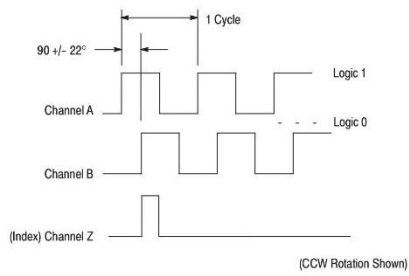 1 Cycle
90 +/- 22°
Logic 1
Channel A
Logic 0
Channel B
(Index) Channel Z
(CCW Rotation Shown)